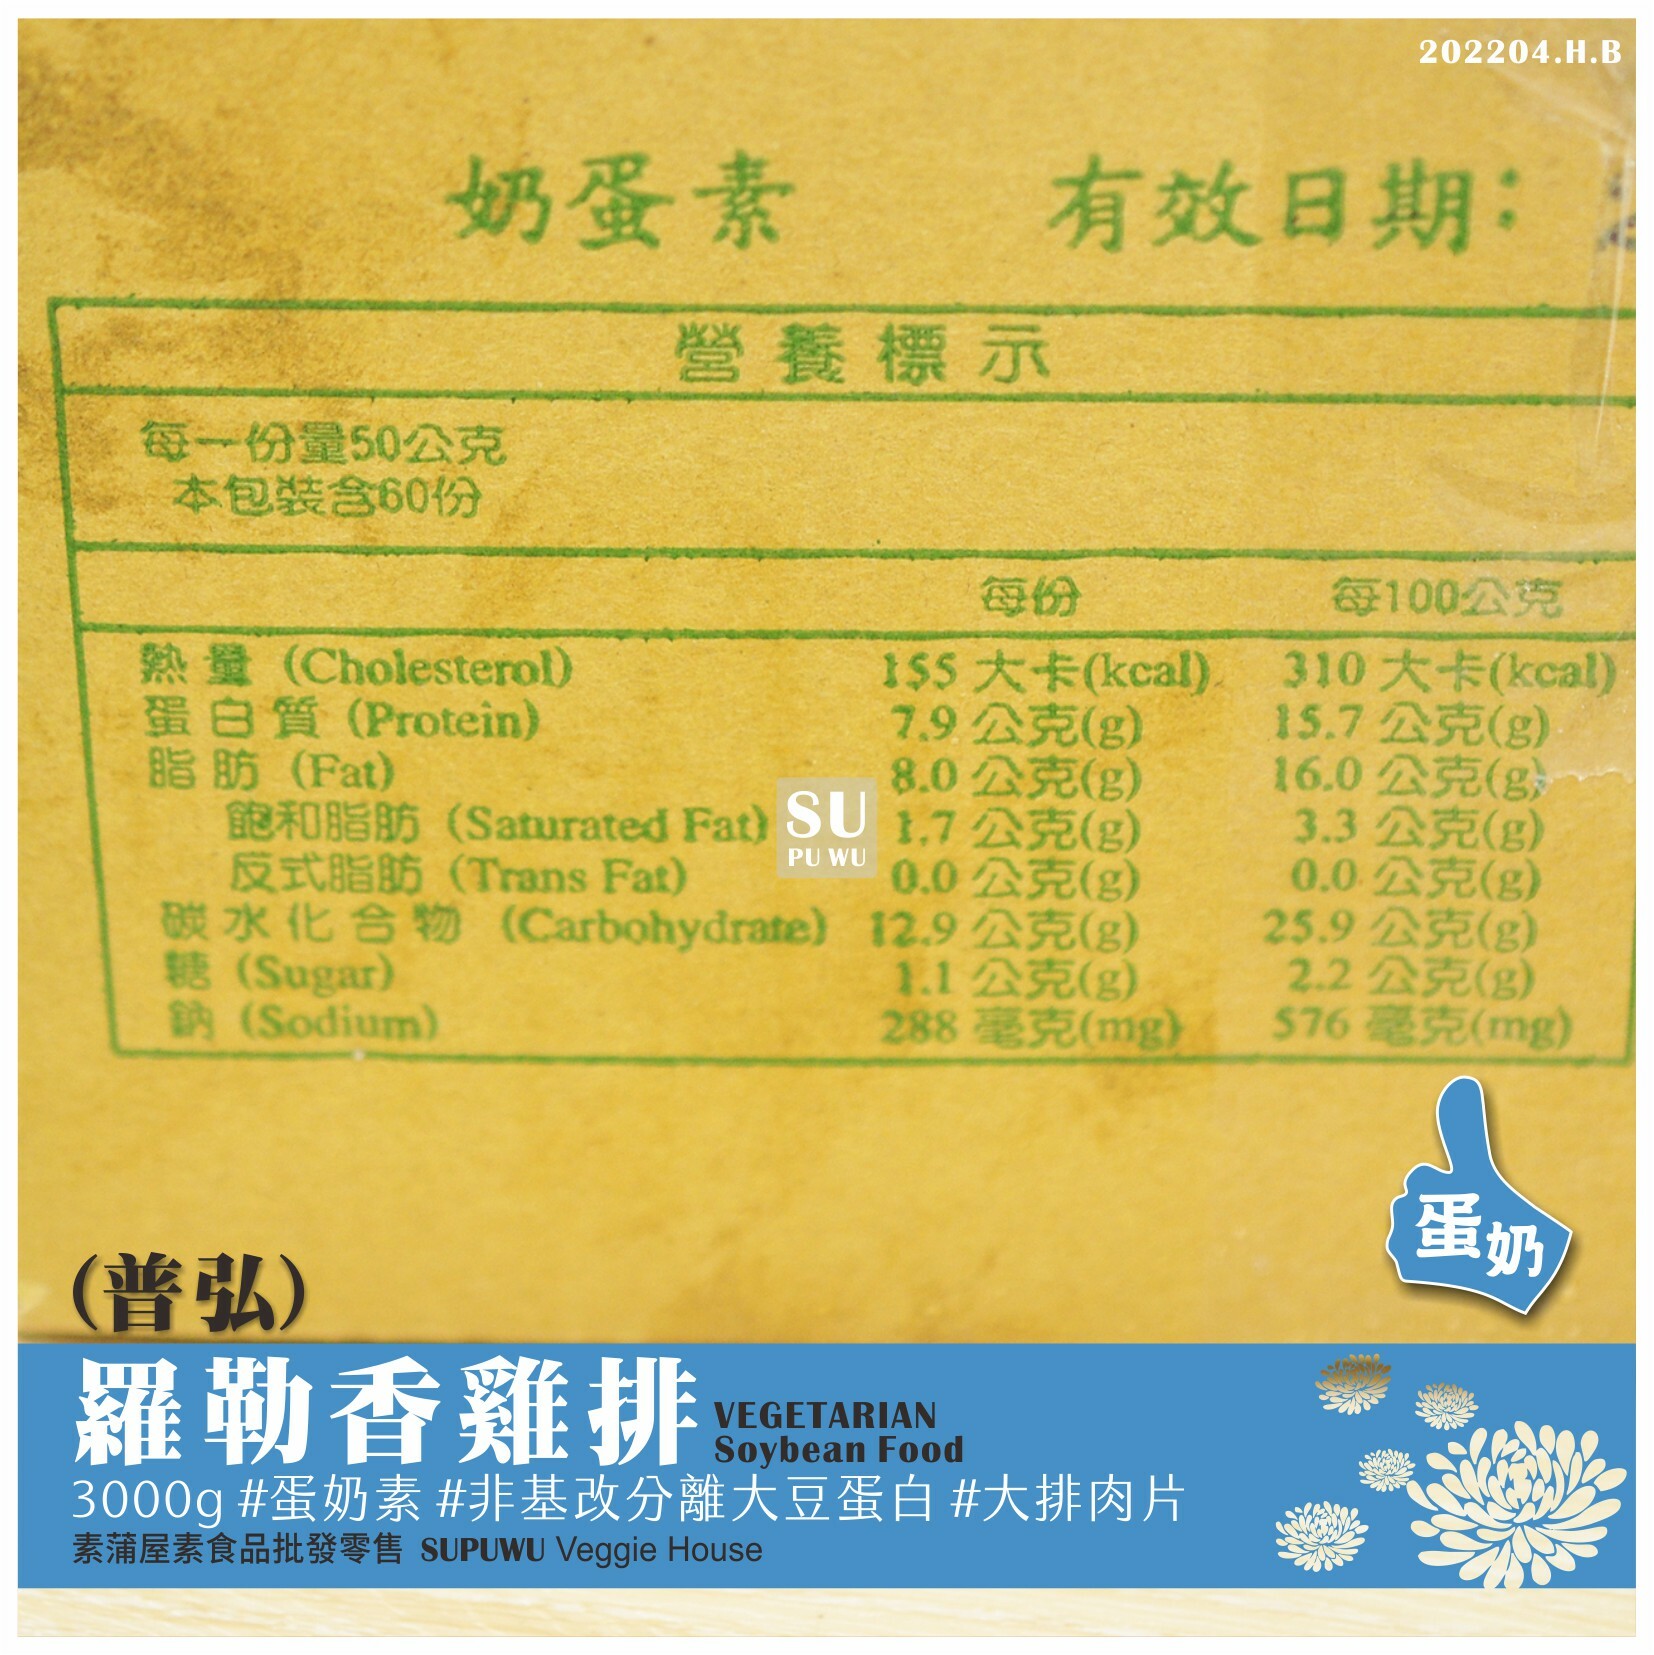 202204.H.B
奶蛋素 有效日期:
營養標示
每一份量50公克
本包裝含60份
每份 每100公克
熱量 (Cholesterol) 155 大卡(kcal) 310 大卡(kcal)
蛋白質 (Protein) 7.9 公克(g) 15.7 公克(g)
脂肪 (Fat) 8.0 公克(g) 16.0 公克(g)
飽和脂肪 (Saturated Fat) 1.7 公克(g) 3.3 公克(g)
反式脂肪 (Trans Fat) 0.0 公克(g) 0.0 公克(g)
碳水化合物 (Carbohydrate) 12.9 公克(g) 25.9 公克(g)
糖 (Sugar) 1.1 公克(g) 2.2 公克(g)
鈉 (Sodium) 288 毫克(mg) 576 毫克(mg)
SU
PU WU
蛋奶
(普弘)
羅勒香雞排 VEGETARIAN
Soybean Food
3000g #蛋奶素 #非基改分離大豆蛋白 #大排肉片
素蒲屋素食品批發零售 SUPUWU Veggie House